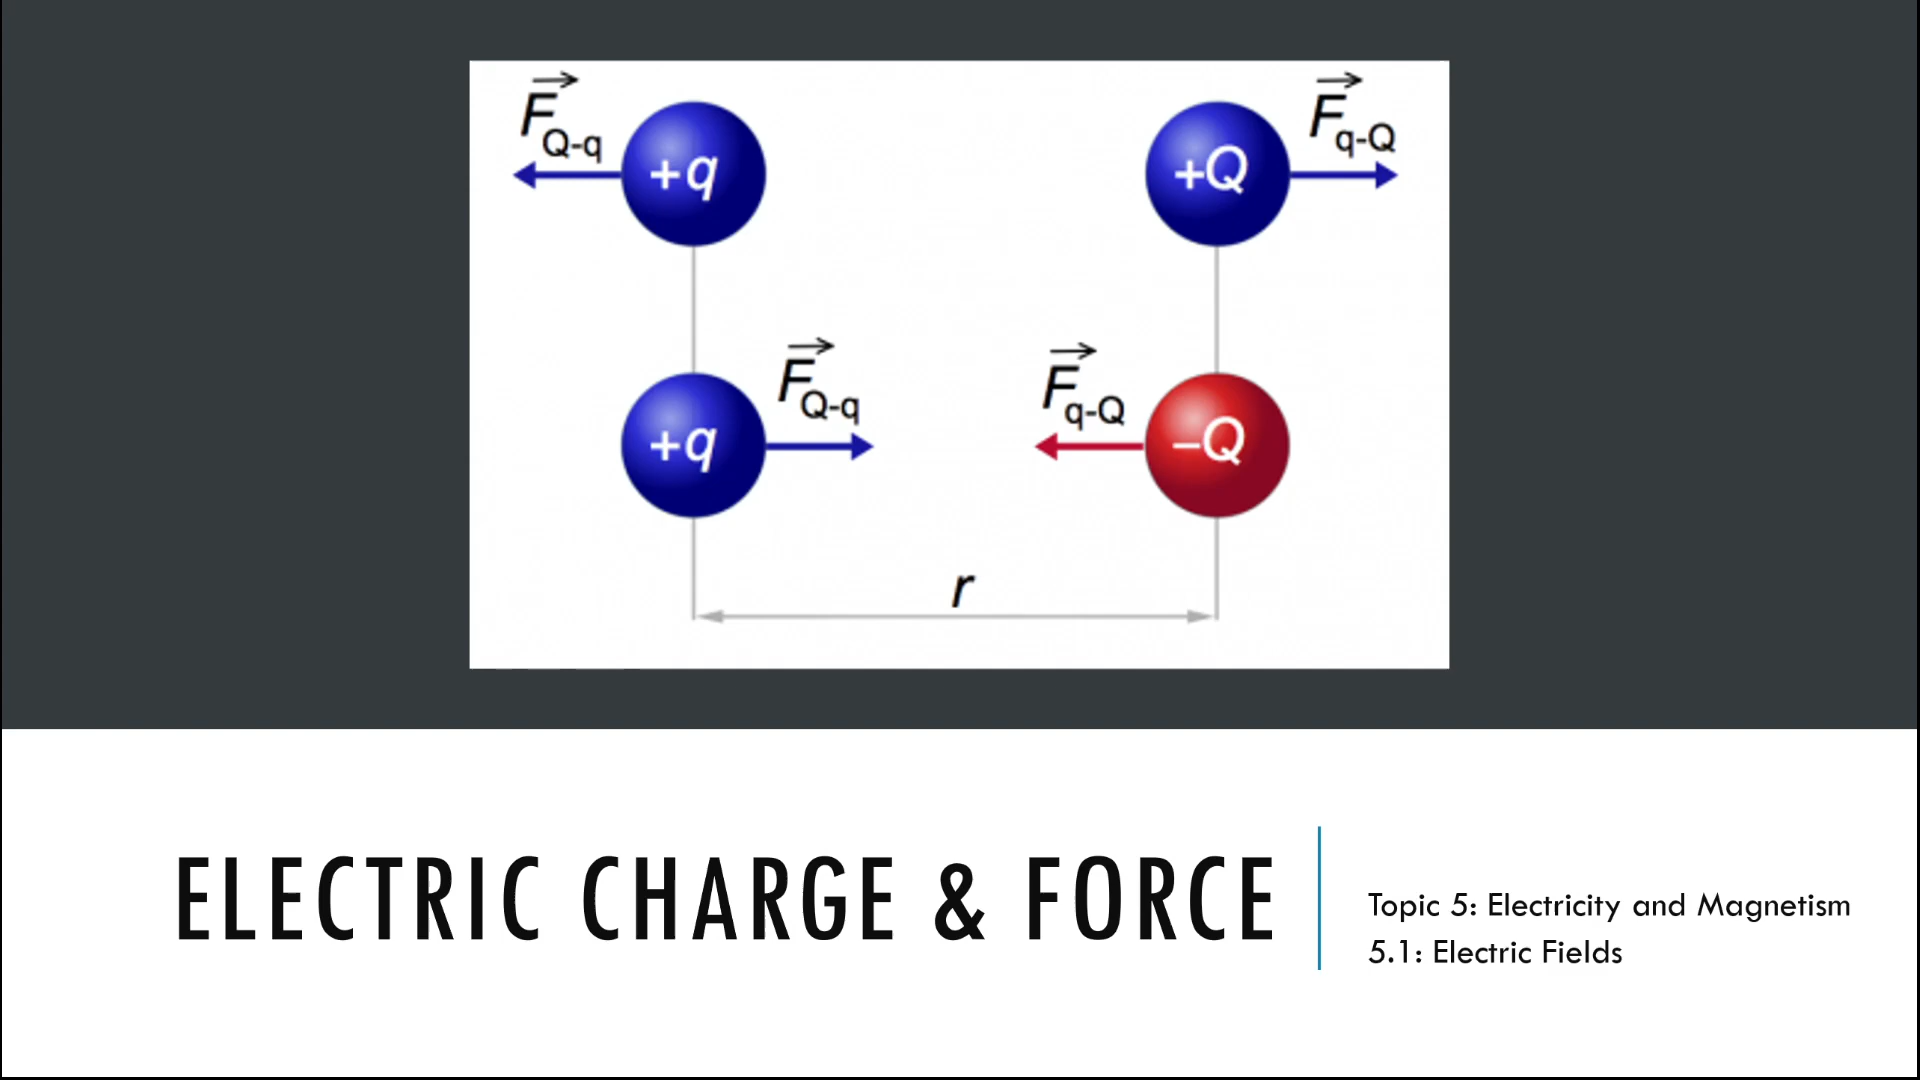 F⃗Q-q
+q
+Q
F⃗q-Q
+q
F⃗Q-q
F⃗q-Q
–Q
r
ELECTRIC CHARGE & FORCE
Topic 5: Electricity and Magnetism
5.1: Electric Fields